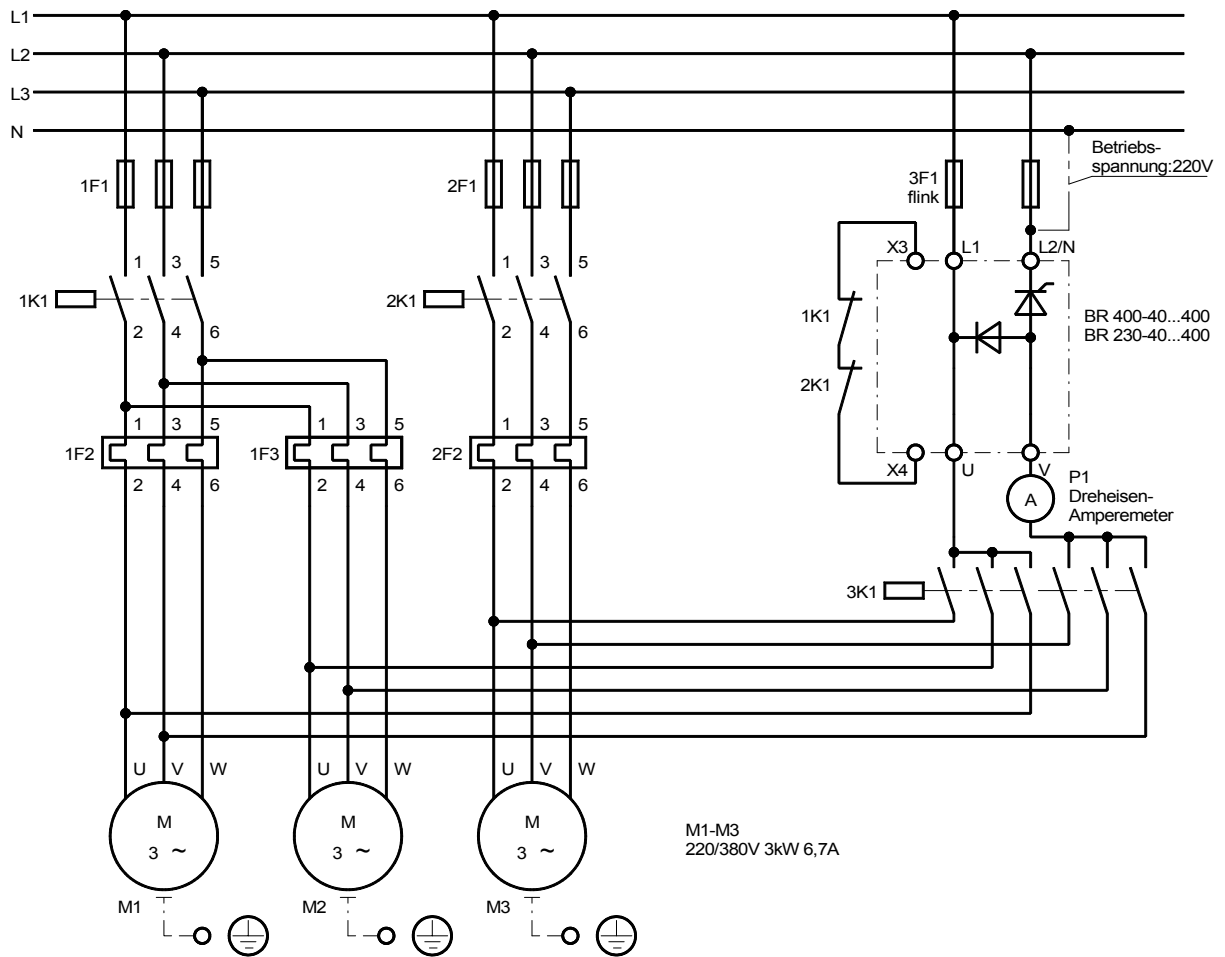 L1
L2
L3
N
1F1
2F1
3F1
flink
Betriebs-
spannung:220V
X3
L1
L2/N
1 3 5
1K1
2 4 6
1 3 5
2K1
2 4 6
1K1
2K1
BR 400-40...400
BR 230-40...400
1 3 5
1F2
2 4 6
1 3 5
1F3
2 4 6
1 3 5
2F2
2 4 6
X4
U
V
A
P1
Dreheisen-
Amperemeter
3K1
U V W
M
3 ~
M1
U V W
M
3 ~
M2
U V W
M
3 ~
M3
M1-M3
220/380V 3kW 6,7A